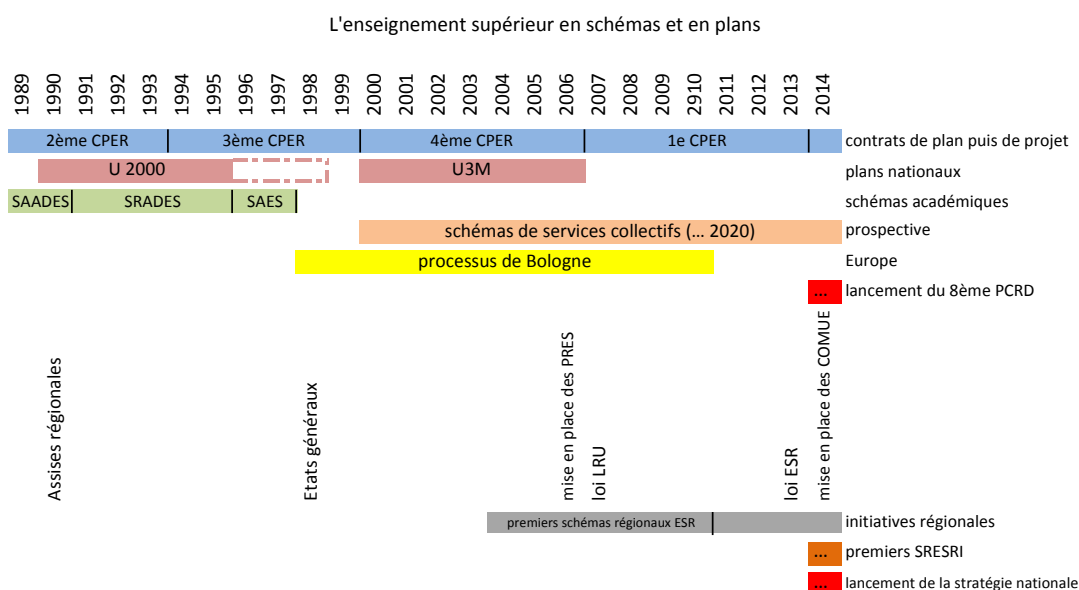 L'enseignement supérieur en schémas et en plans
1989 1990 1991 1992 1993 1994 1995 1996 1997 1998 1999 2000 2001 2002 2003 2004 2005 2006 2007 2008 2009 2910 2011 2013 2014
2ème CPER 3ème CPER 4ème CPER 1e CPER contrats de plan puis de projet
U 2000 U3M plans nationaux
SAADES SRADES SAES schémas académiques
schémas de services collectifs (... 2020) prospective
processus de Bologne Europe
... lancement du 8ème PCRD
Assises régionales
Etats généraux
mise en place des PRES
loi LRU
loi ESR
mise en place des COMUE
premiers schémas régionaux ESR initiatives régionales
... premiers SRESRI
... lancement de la stratégie nationale